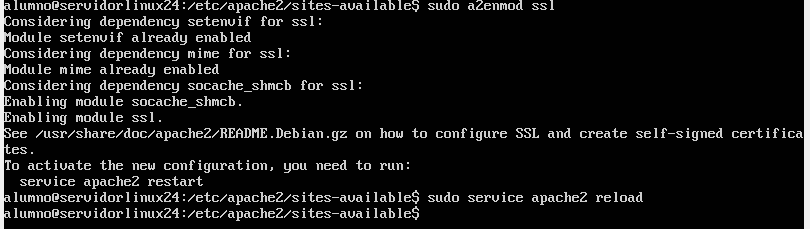 alumno@servidorlinux24:/etc/apache2/sites-available$ sudo a2enmod ssl
Considering dependency setenvif for ssl:
Module setenvif already enabled
Considering dependency mime for ssl:
Module mime already enabled
Considering dependency socache_shmcb for ssl:
Enabling module socache_shmcb.
Enabling module ssl.
See /usr/share/doc/apache2/README.Debian.gz on how to configure SSL and create self-signed certifica
tes.
To activate the new configuration, you need to run:
  service apache2 restart
alumno@servidorlinux24:/etc/apache2/sites-available$ sudo service apache2 reload
alumno@servidorlinux24:/etc/apache2/sites-available$